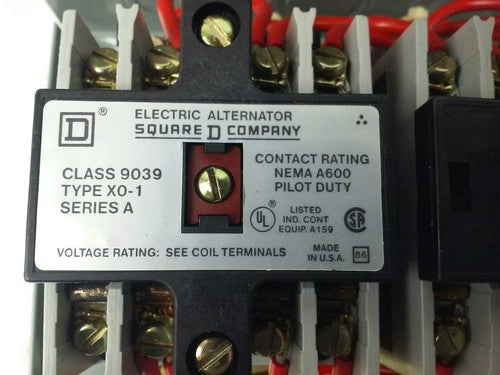 D ®
ELECTRIC ALTERNATOR
SQUARE D COMPANY
CLASS 9039
TYPE XO-1
SERIES A
CONTACT RATING
NEMA A600
PILOT DUTY
UL ®
LISTED
IND. CONT
EQUIP. A159
SA
VOLTAGE RATING: SEE COIL TERMINALS
MADE
IN U.S.A.
86